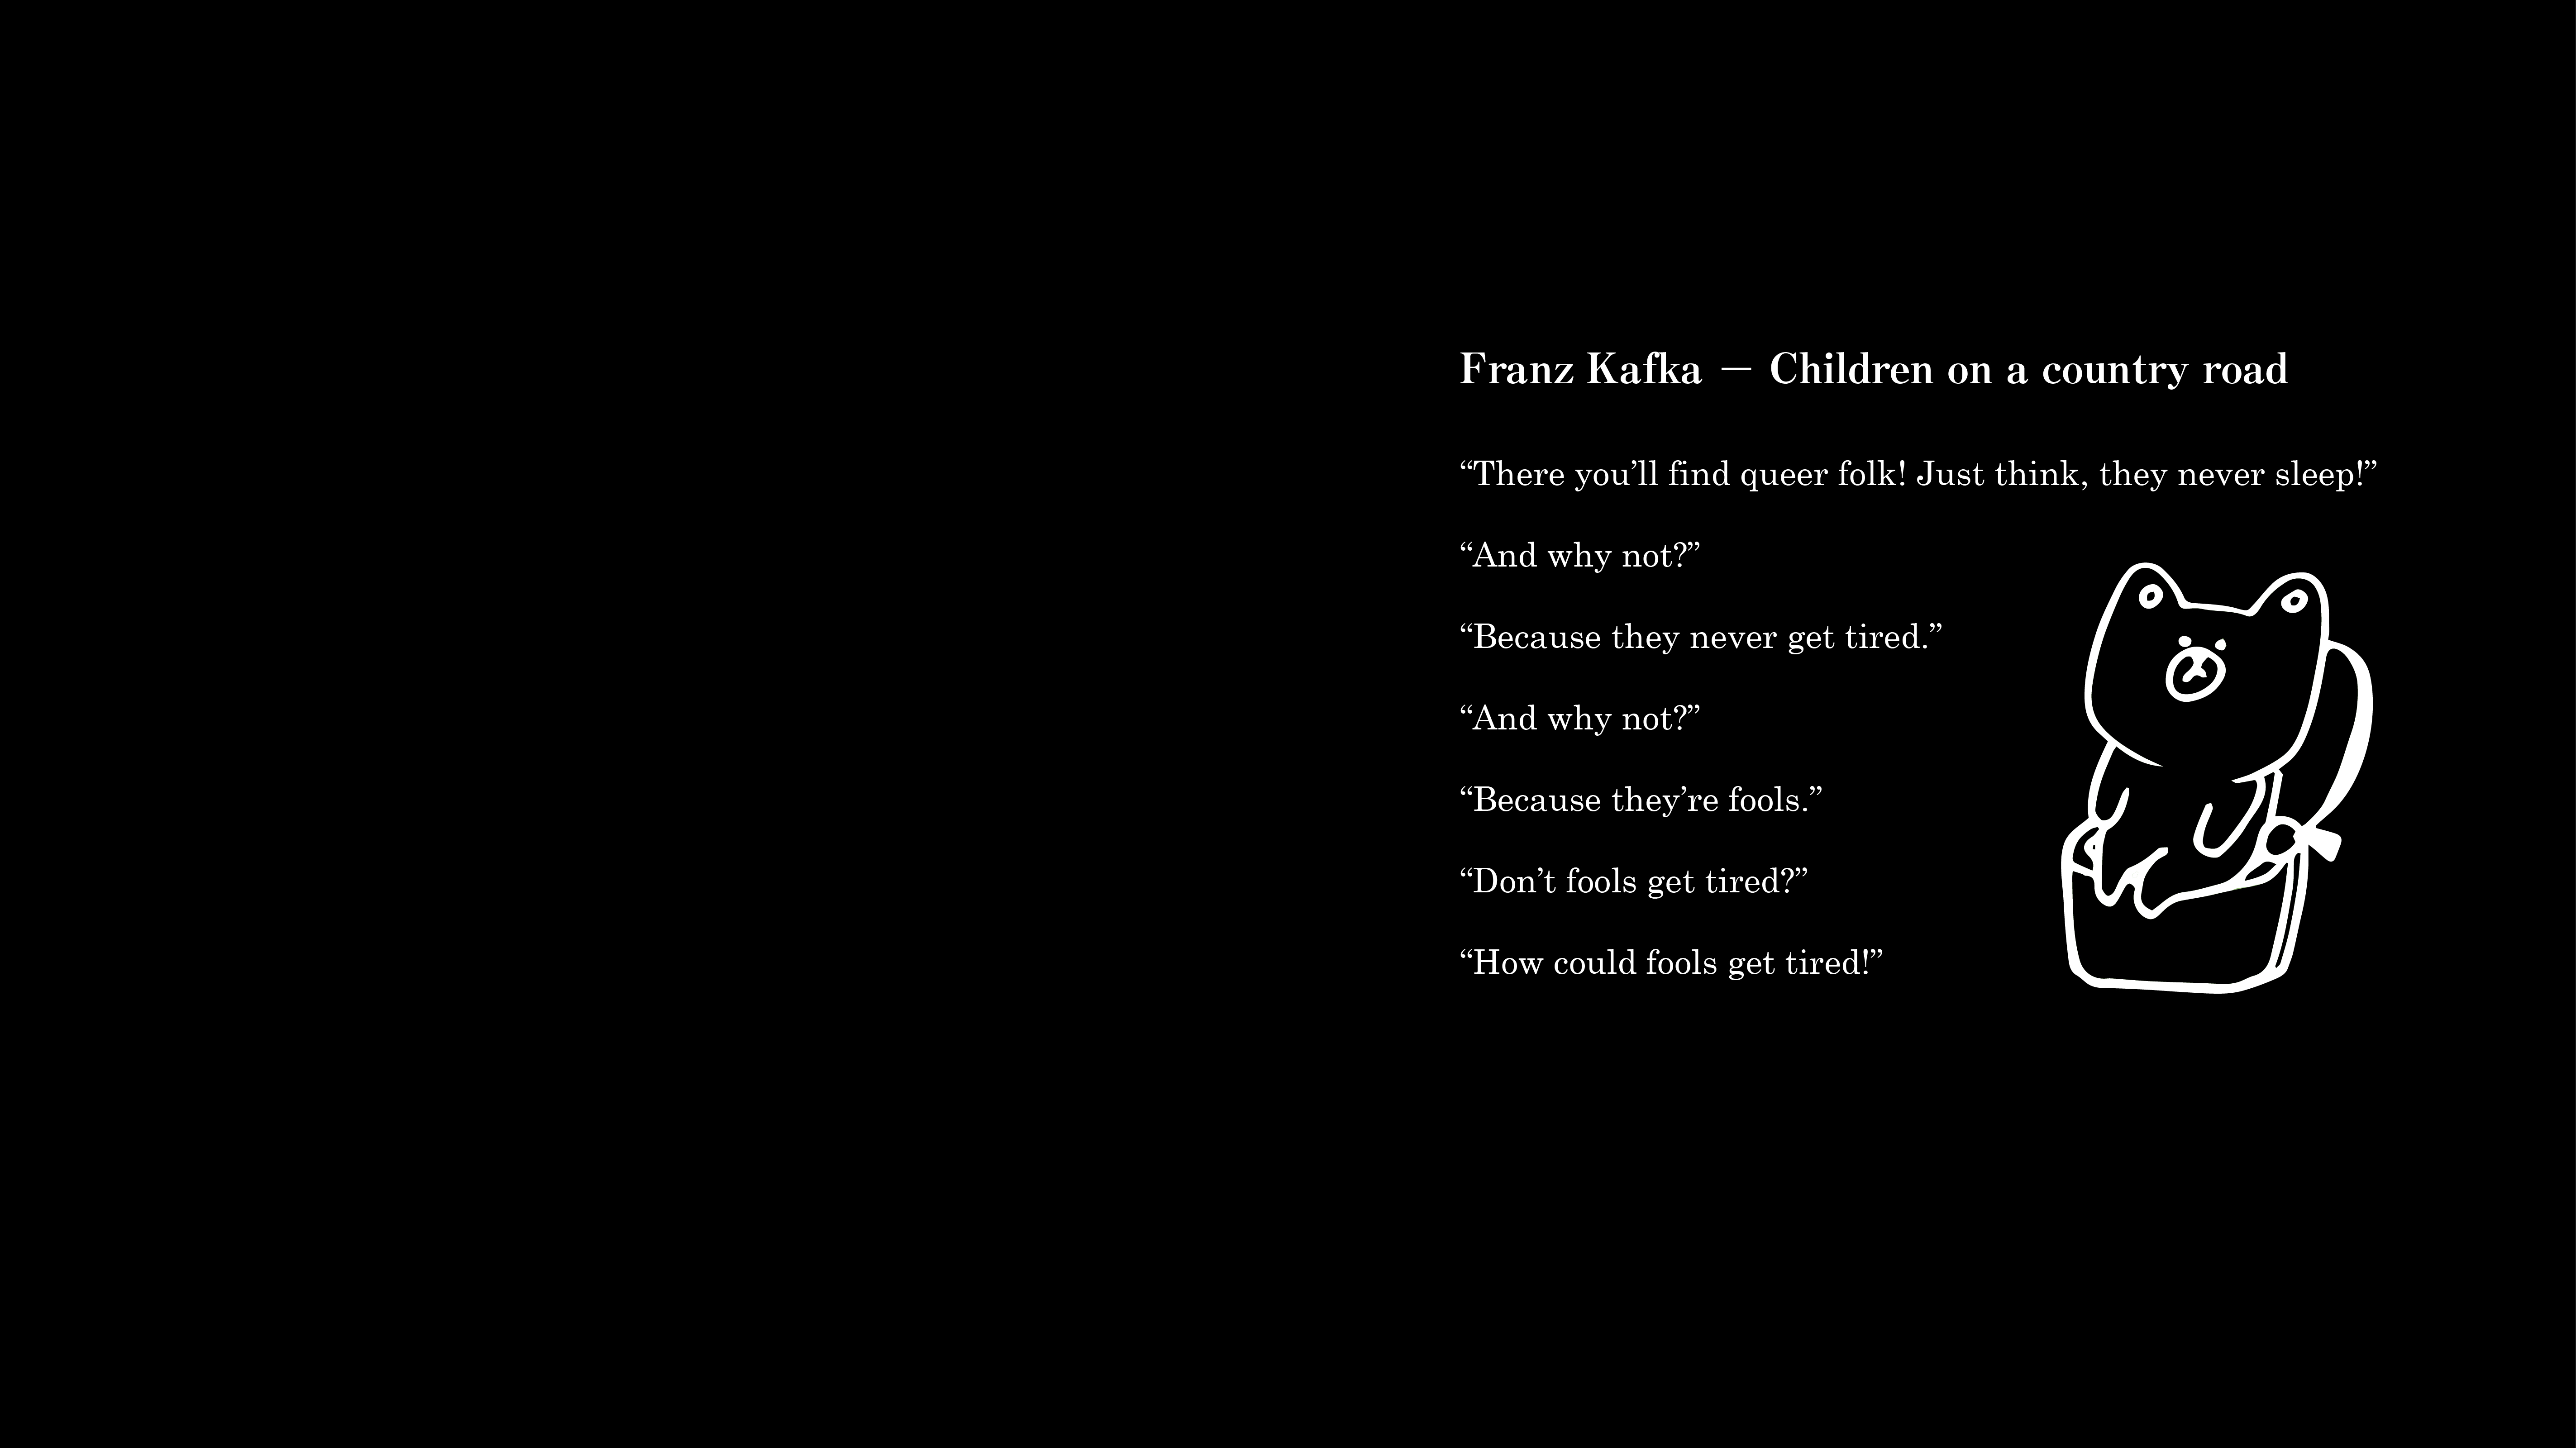 Franz Kafka — Children on a country road
“There you’ll find queer folk! Just think, they never sleep!”
“And why not?”
“Because they never get tired.”
“And why not?”
“Because they’re fools.”
“Don’t fools get tired?”
“How could fools get tired!”